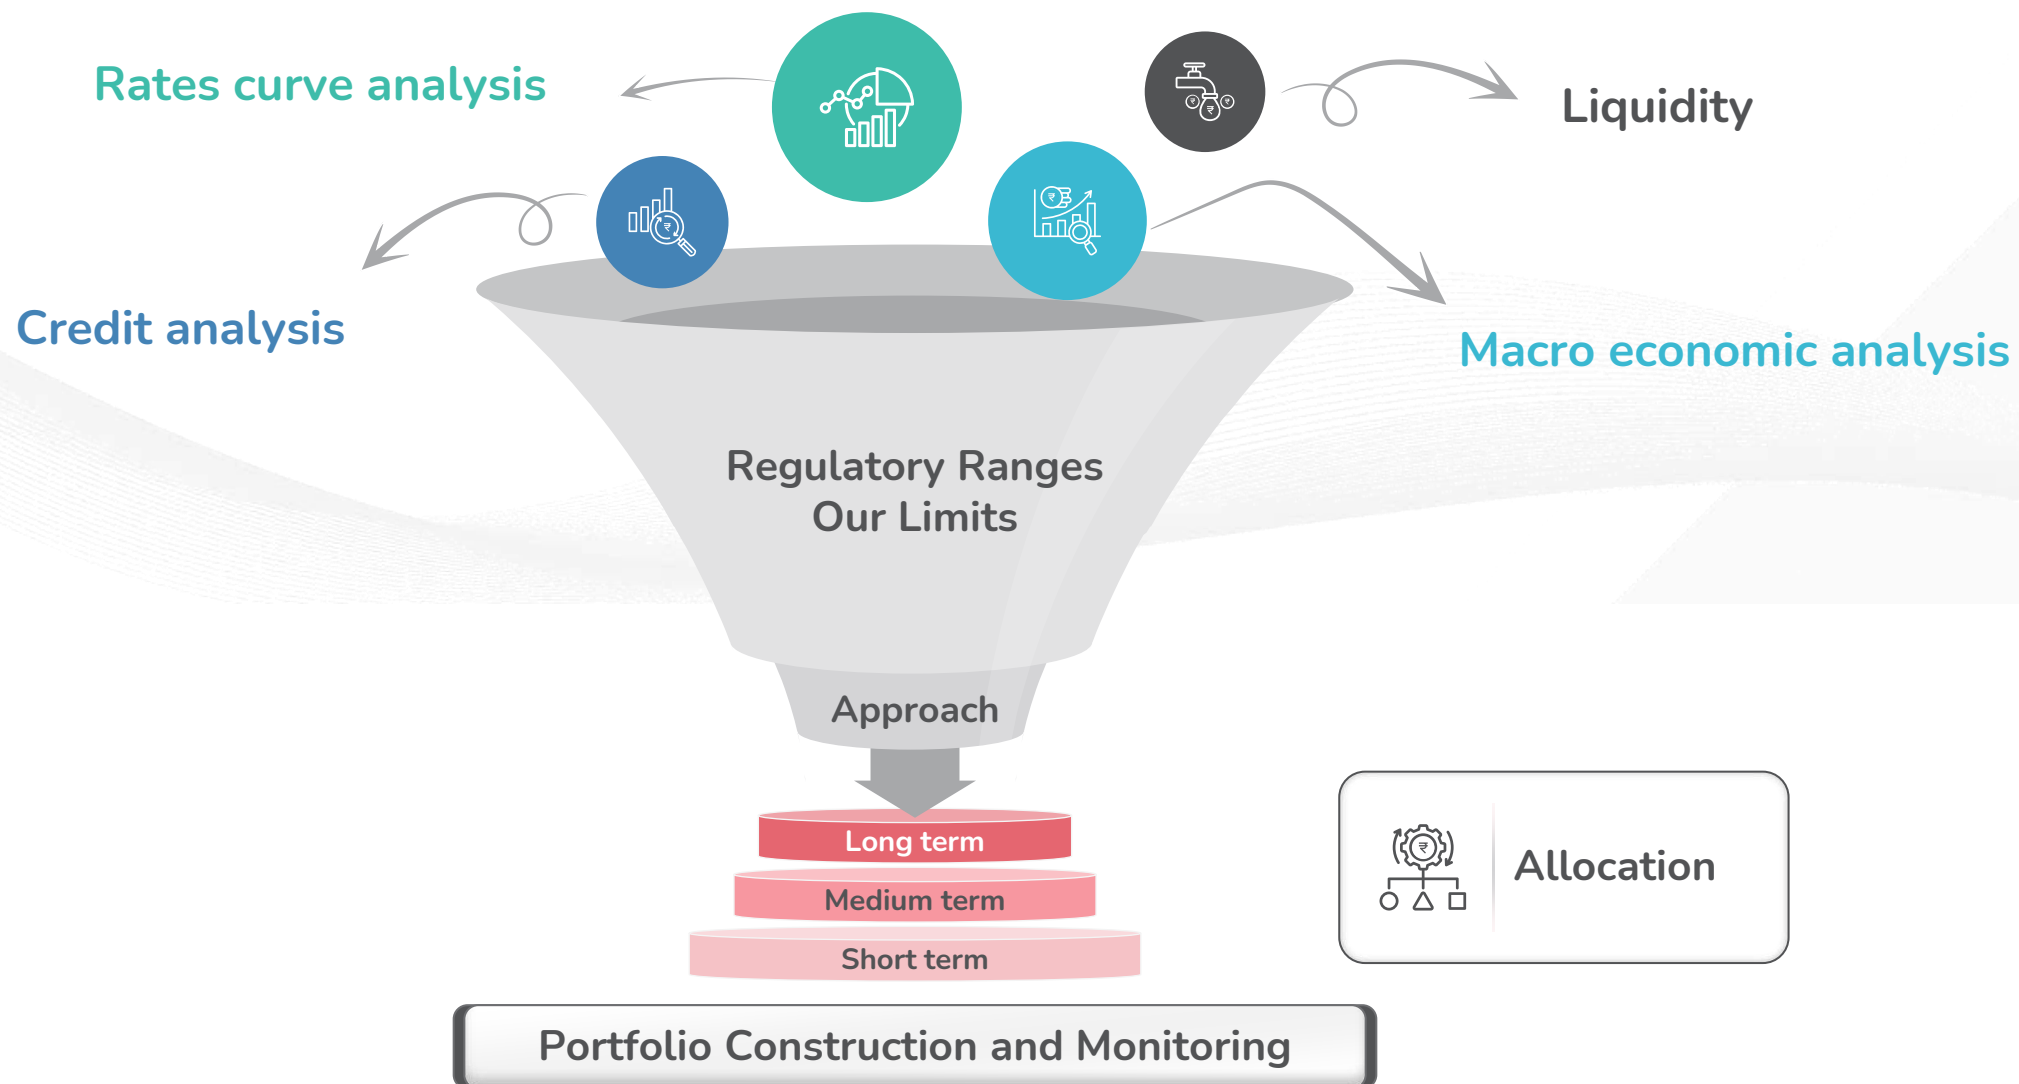 Rates curve analysis
Liquidity
Credit analysis
Macro economic analysis
Regulatory Ranges
Our Limits
Approach
Long term
Medium term
Short term
Allocation
Portfolio Construction and Monitoring